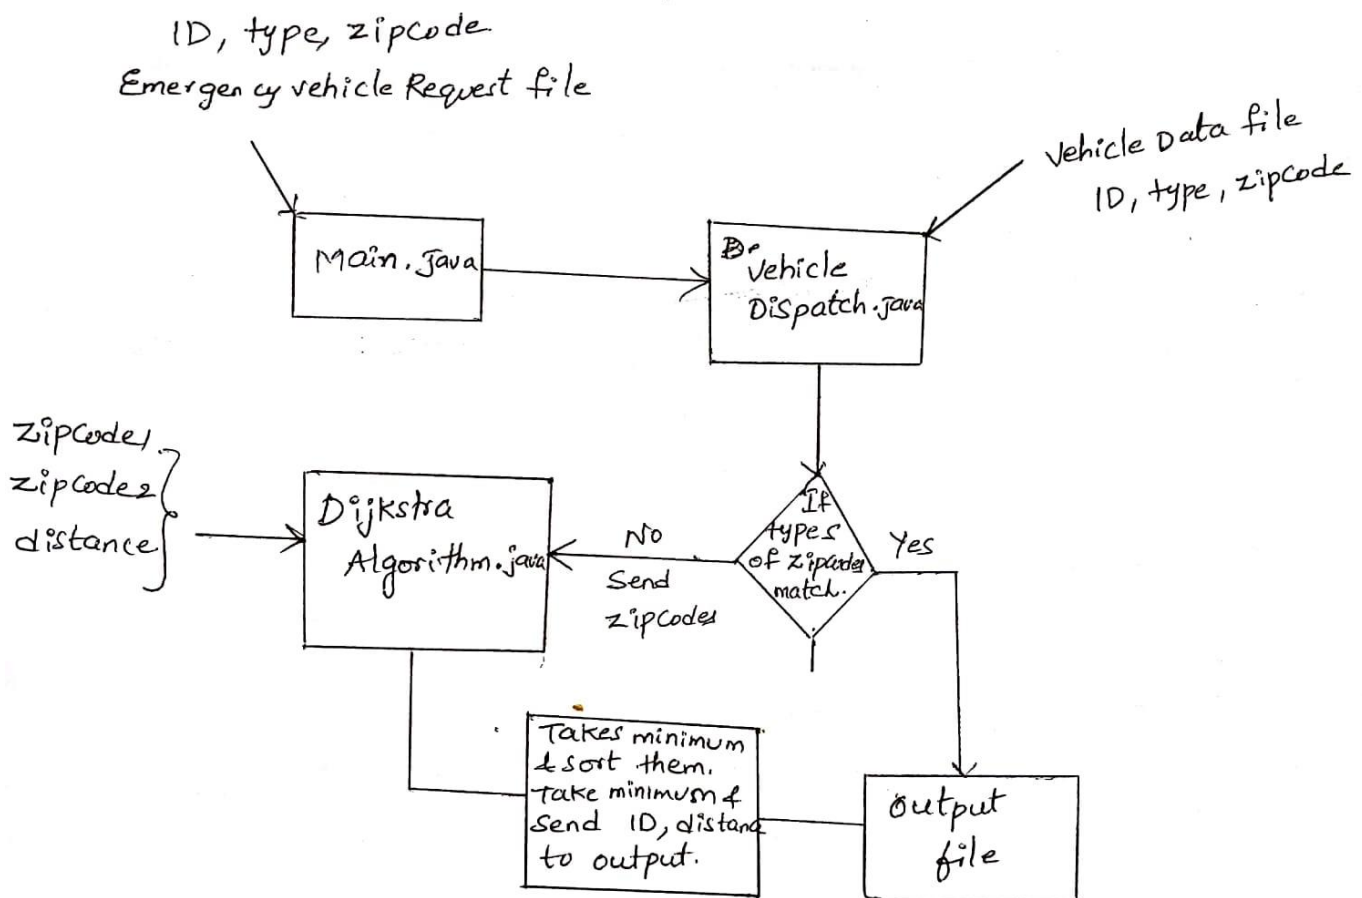 ID, type, zipcode
Emergency vehicle Request file
Vehicle Data file
ID, type, zipcode
Main.java
Vehicle
Dispatch.java
zipcode1
zipcode2
distance
Dijkstra
Algorithm.java
No
Send
zipcodes
If
types
of zipcodes
match.
Yes
Takes minimum
& sort them.
Take minimum &
Send ID, distanc
to output.
output
file